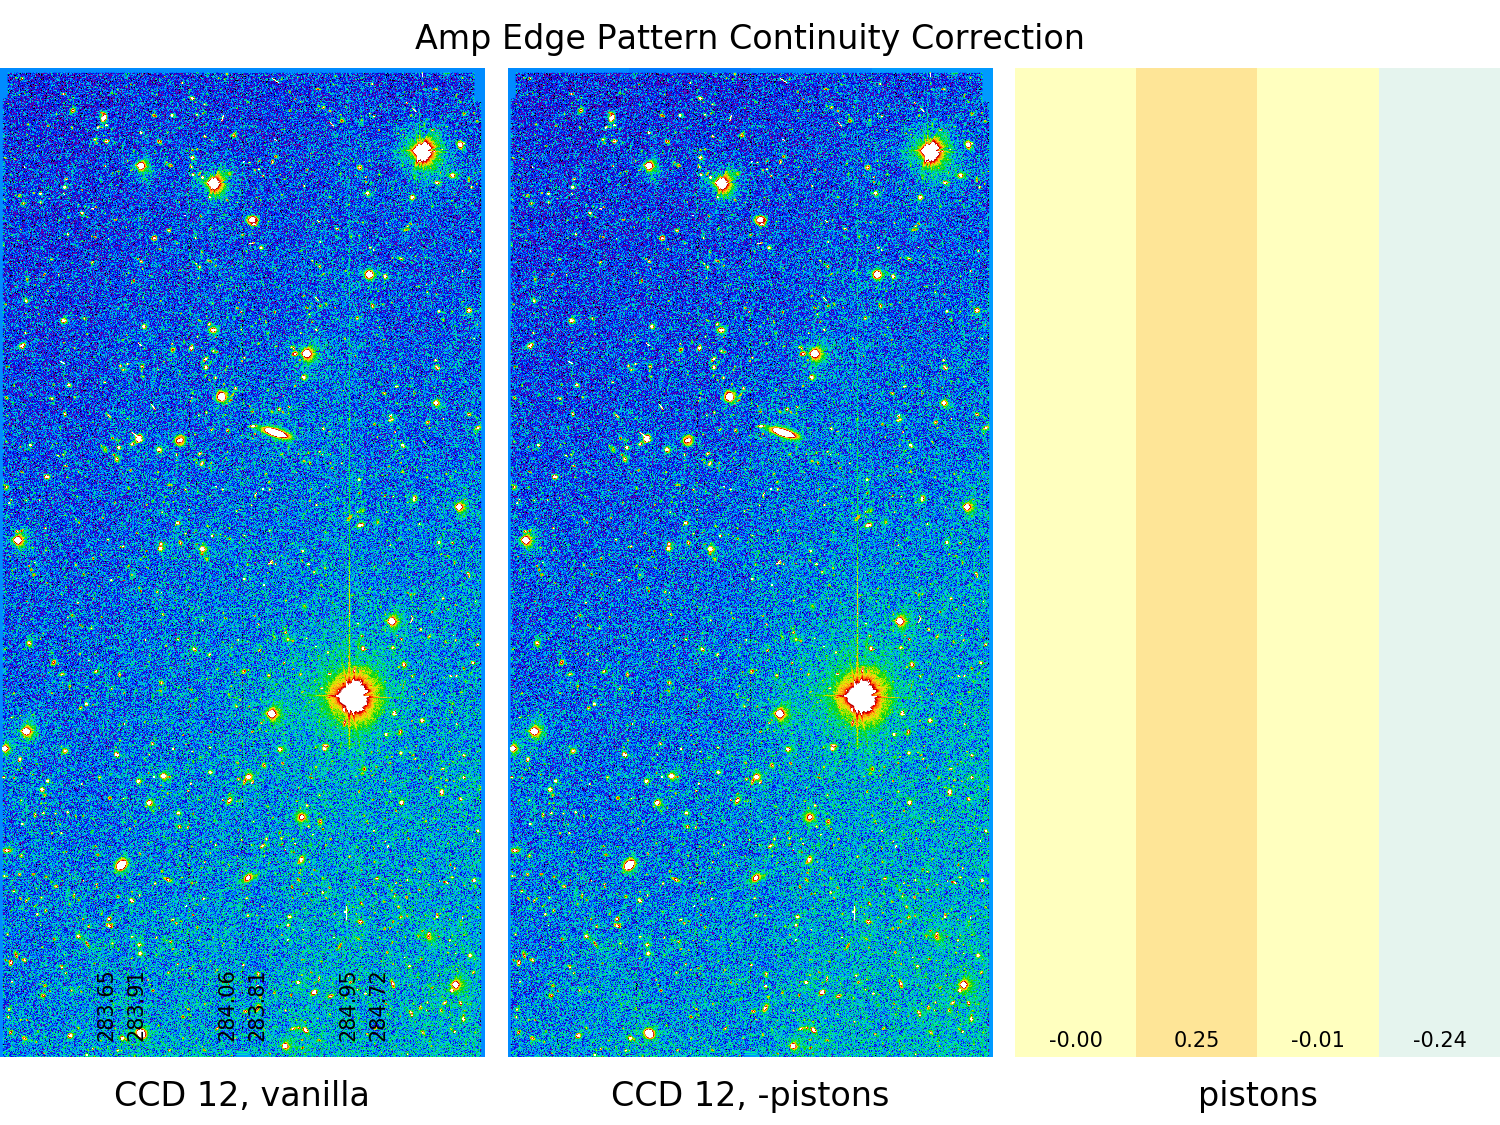 Amp Edge Pattern Continuity Correction
283.65
283.91
284.06
283.81
284.95
284.72
-0.00
0.25
-0.01
-0.24
CCD 12, vanilla
CCD 12, -pistons
pistons